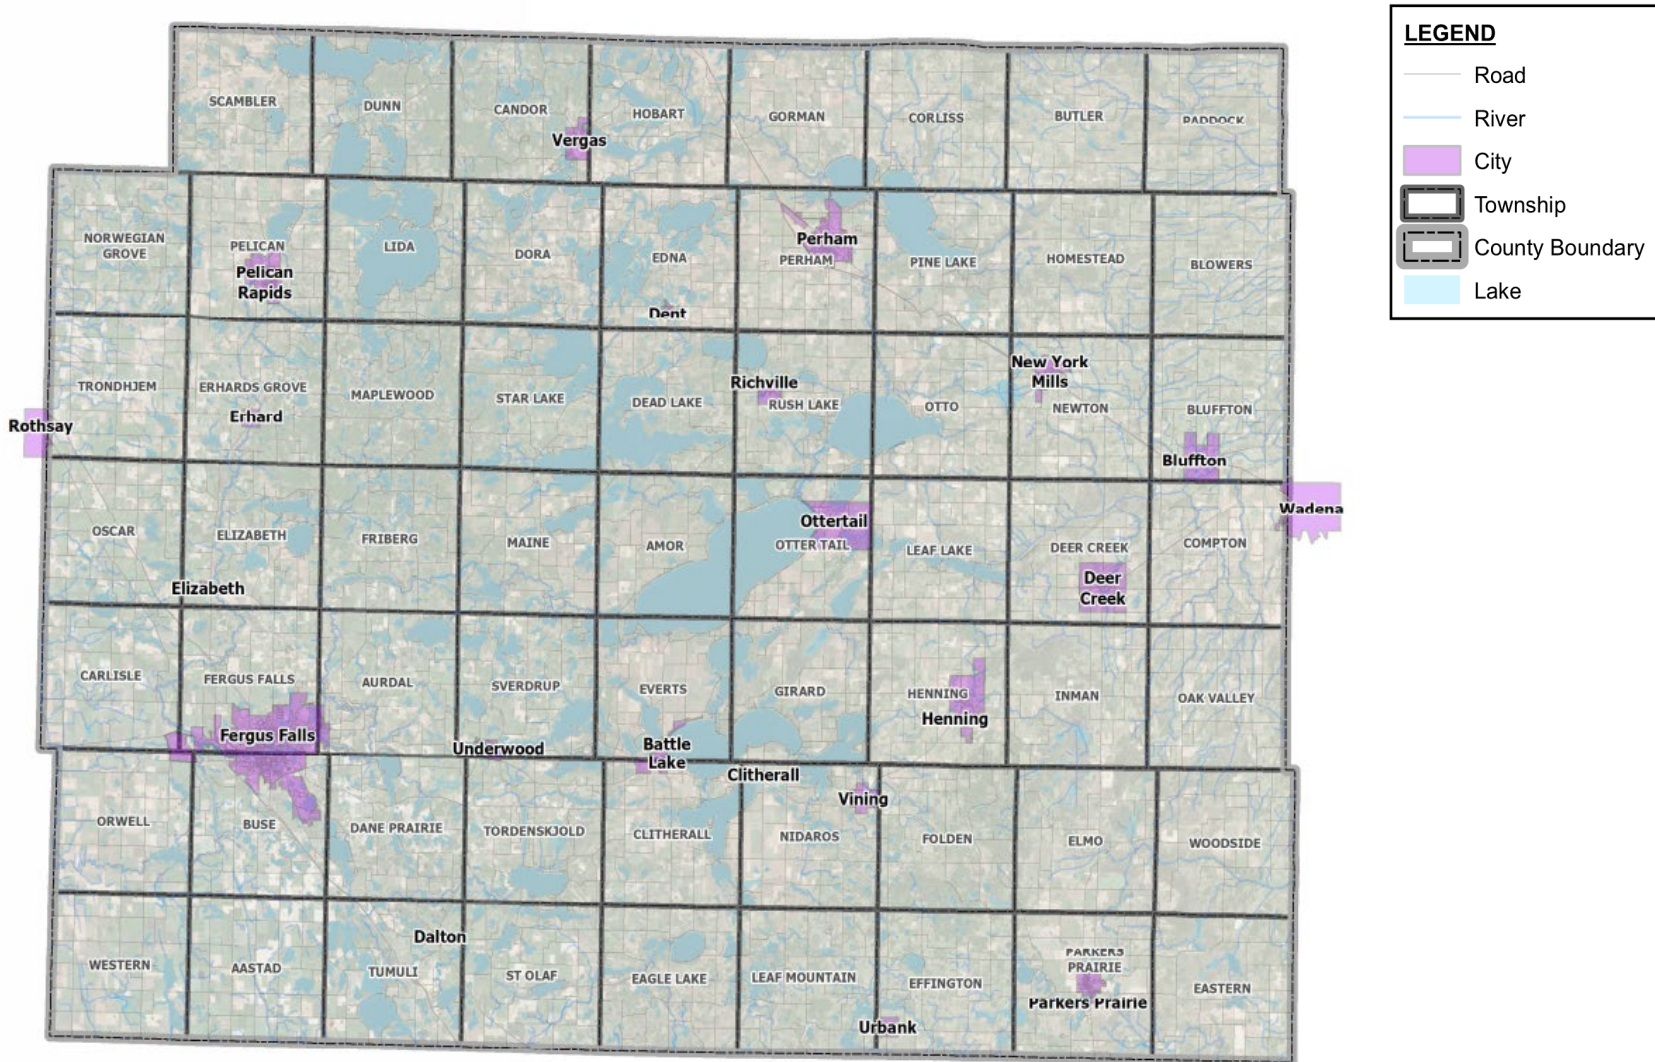 LEGEND
Road
River
City
Township
County Boundary
Lake
SCAMBLER
DUNN
CANDOR
HOBART
GORMAN
CORLISS
BUTLER
PADDOCK
Vergas
NORWEGIAN
GROVE
PELICAN
LIDA
DORA
EDNA
Perham
PERHAM
PINE LAKE
HOMESTEAD
BLOWERS
Pelican
Rapids
Dent
TRONDHJEM
ERHARDS GROVE
MAPLEWOOD
STAR LAKE
DEAD LAKE
Richville
RUSH LAKE
OTTO
New York
Mills
NEWTON
BLUFFTON
Rothsay
Erhard
Bluffton
OSCAR
ELIZABETH
FRIBERG
MAINE
AMOR
Ottertail
OTTER TAIL
LEAF LAKE
DEER CREEK
COMPTON
Wadena
Elizabeth
Deer
Creek
CARLISLE
FERGUS FALLS
AURDAL
SVERDRUP
EVERTS
GIRARD
HENNING
INMAN
OAK VALLEY
Henning
Fergus Falls
Underwood
Battle
Lake
Clitherall
Vining
ORWELL
BUSE
DANE PRAIRIE
TORDENSKJOLD
CLITHERALL
NIDAROS
FOLDEN
ELMO
WOODSIDE
Dalton
WESTERN
AASTAD
TUMULI
ST OLAF
EAGLE LAKE
LEAF MOUNTAIN
EFFINGTON
PARKERS
PRAIRIE
EASTERN
Parkers Prairie
Urbank